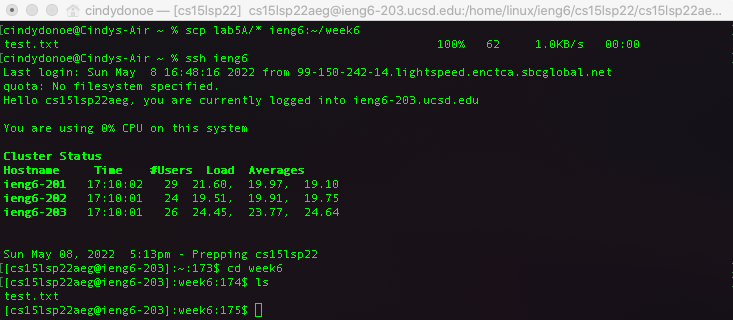 cindydonoe — [cs15lsp22] cs15lsp22aeg@ieng6-203.ucsd.edu:/home/linux/ieng6/cs15lsp22/cs15lsp22ae...
[cindydonoe@Cindys-Air ~ % scp lab5A/* ieng6:~/week6
test.txt 100% 62 1.0KB/s 00:00
[cindydonoe@Cindys-Air ~ % ssh ieng6
Last login: Sun May  8 16:48:16 2022 from 99-150-242-14.lightspeed.enctca.sbcglobal.net
quota: No filesystem specified.
Hello cs15lsp22aeg, you are currently logged into ieng6-203.ucsd.edu
You are using 0% CPU on this system
Cluster Status
Hostname     Time    #Users  Load  Averages
ieng6-201   17:10:02   29  21.60,  19.97,  19.10
ieng6-202   17:10:01   24  19.51,  19.91,  19.75
ieng6-203   17:10:01   26  24.45,  23.77,  24.64
Sun May 08, 2022  5:13pm - Prepping cs15lsp22
[[cs15lsp22aeg@ieng6-203]:~:173$ cd week6
[[cs15lsp22aeg@ieng6-203]:week6:174$ ls
test.txt
[cs15lsp22aeg@ieng6-203]:week6:175$